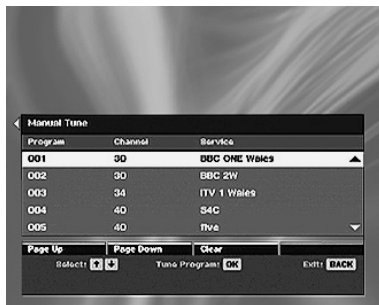 Manual Tune
Program Channel Service
001 30 BBC ONE Wales
002 30 BBC 2W
003 34 ITV 1 Wales
004 40 S4C
005 40 five
Page Up Page Down Clear
Select: Tune Program: OK Exit: BACK